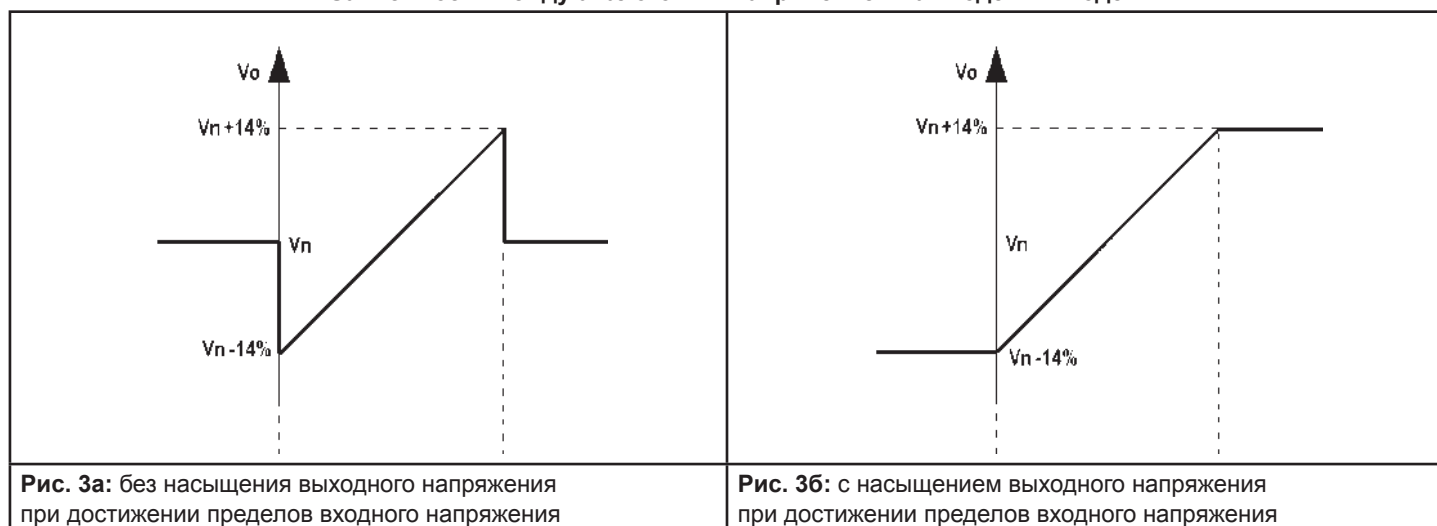 Vo
Vn+14%
Vn
Vn-14%
Рис. 3а: без насыщения выходного напряжения
при достижении пределов входного напряжения
Vo
Vn+14%
Vn
Vn-14%
Рис. 3б: с насыщением выходного напряжения
при достижении пределов входного напряжения